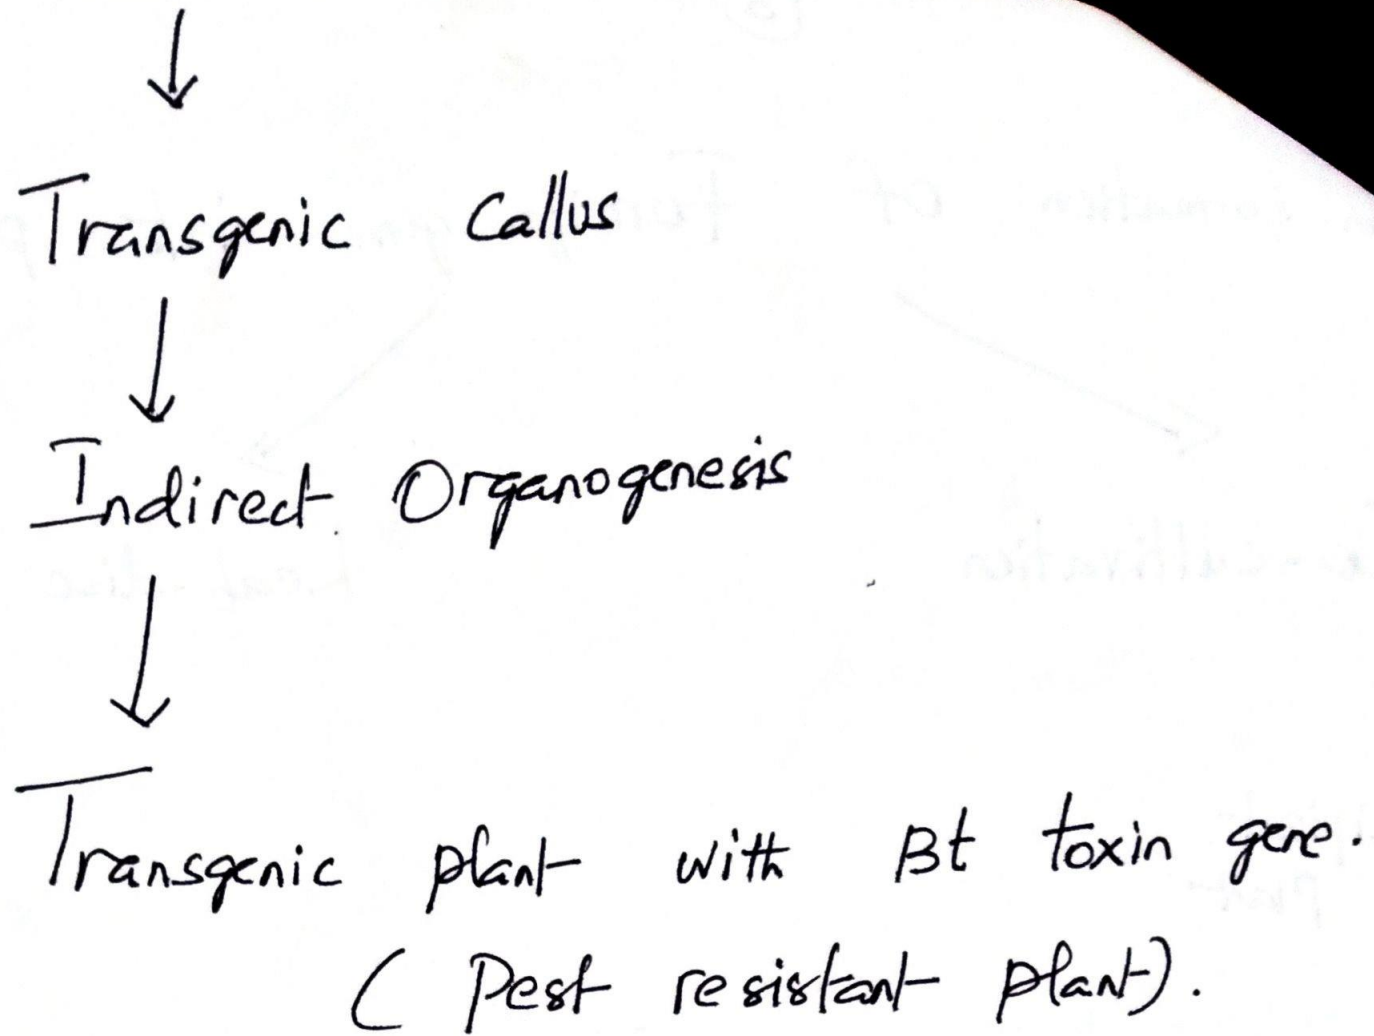 ↓
Transgenic Callus
↓
Indirect Organogenesis
↓
Transgenic plant with Bt toxin gene.
(Pest resistant plant).